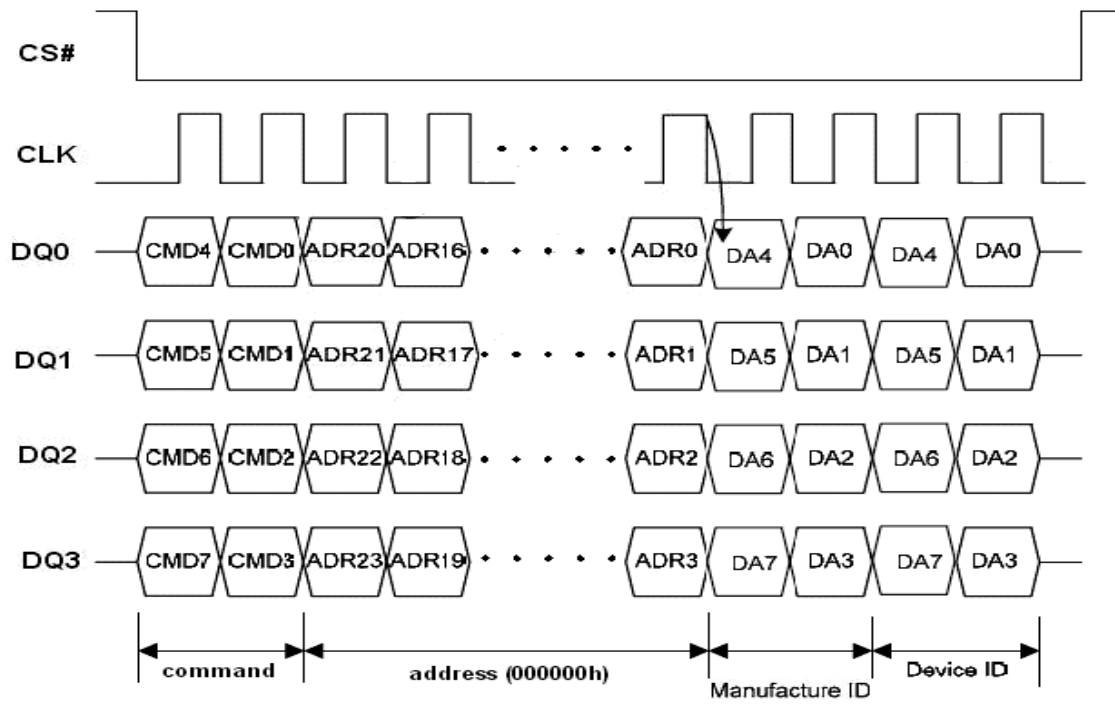 CS#
CLK
DQ0 CMD4 CMD0 ADR20 ADR16 ADR0 DA4 DA0 DA4 DA0
DQ1 CMD5 CMD1 ADR21 ADR17 ADR1 DA5 DA1 DA5 DA1
DQ2 CMD6 CMD2 ADR22 ADR18 ADR2 DA6 DA2 DA6 DA2
DQ3 CMD7 CMD3 ADR23 ADR19 ADR3 DA7 DA3 DA7 DA3
command address (000000h) Manufacture ID Device ID